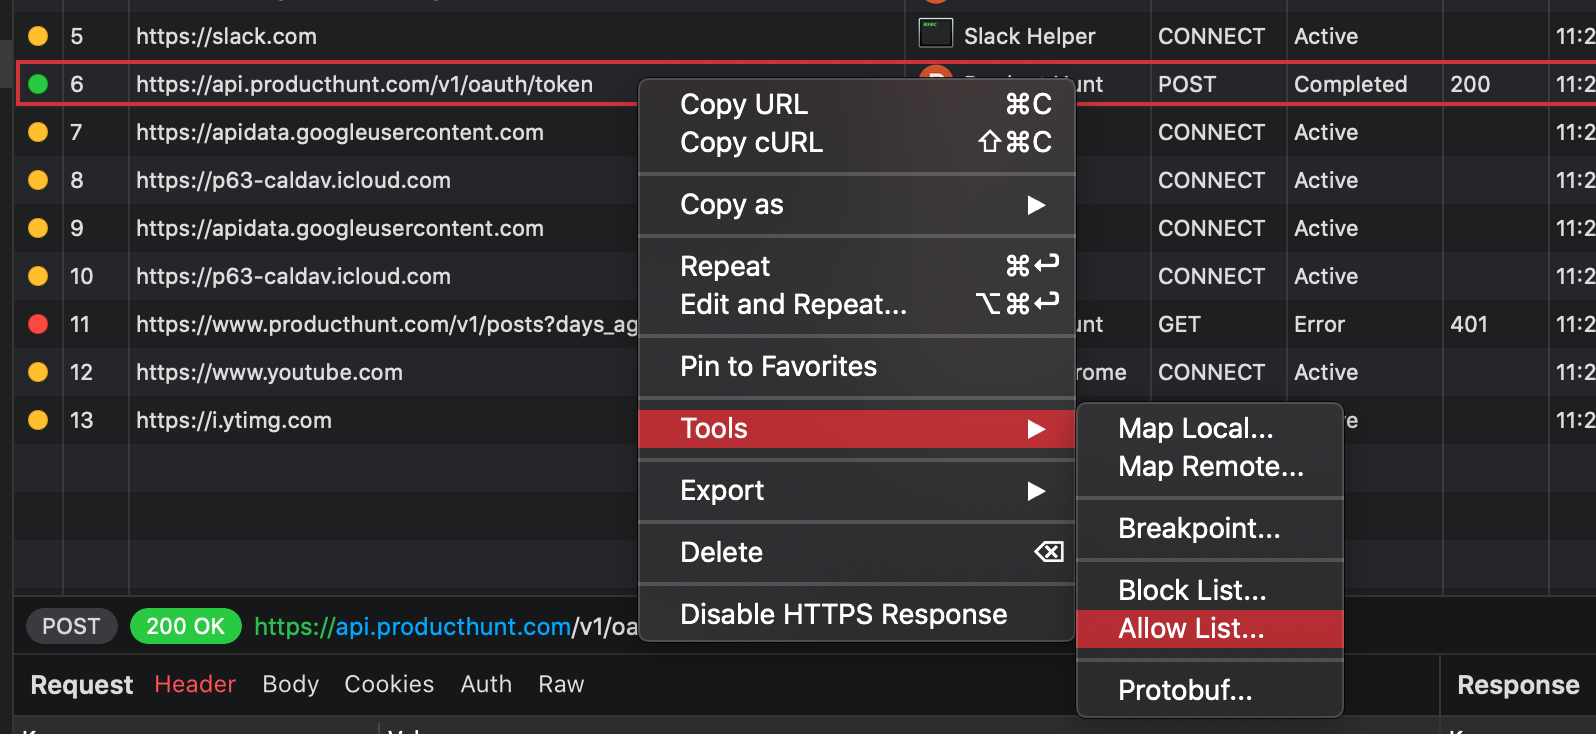 5 https://slack.com exec Slack Helper CONNECT Active 11:2
6 https://api.producthunt.com/v1/oauth/token POST Completed 200 11:2
7 https://apidata.googleusercontent.com CONNECT Active 11:2
8 https://p63-caldav.icloud.com CONNECT Active 11:2
9 https://apidata.googleusercontent.com CONNECT Active 11:2
10 https://p63-caldav.icloud.com CONNECT Active 11:2
11 https://www.producthunt.com/v1/posts?days_ag unt GET Error 401 11:2
12 https://www.youtube.com rome CONNECT Active 11:2
13 https://i.ytimg.com 11:2
Copy URL ⌘C
Copy cURL ⇧⌘C
Copy as ▶
Repeat ⌘↩
Edit and Repeat... ⌥⌘↩
Pin to Favorites
Tools ▶
Export ▶
Delete ⌫
Disable HTTPS Response
Map Local...
Map Remote...
Breakpoint...
Block List...
Allow List...
Protobuf...
POST 200 OK https://api.producthunt.com/v1/oa
Request Header Body Cookies Auth Raw Response